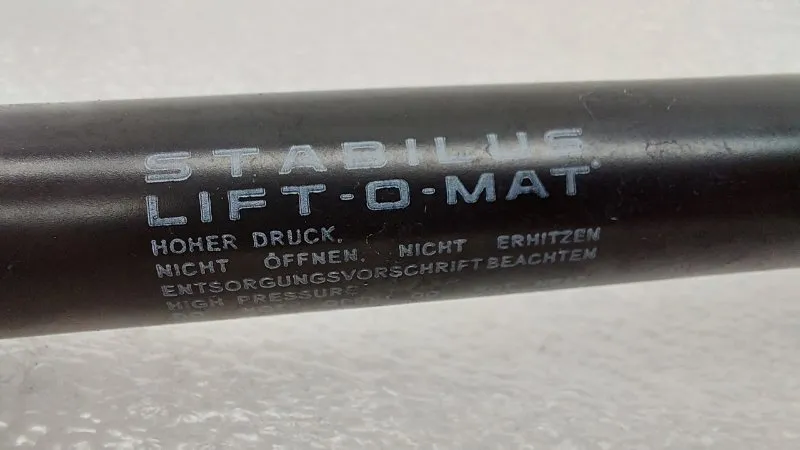 STABILUS
LIFT-O-MAT®
HOHER DRUCK.
NICHT ÖFFNEN. NICHT ERHITZEN
ENTSORGUNGSVORSCHRIFT BEACHTEN
HIGH PRESSURE